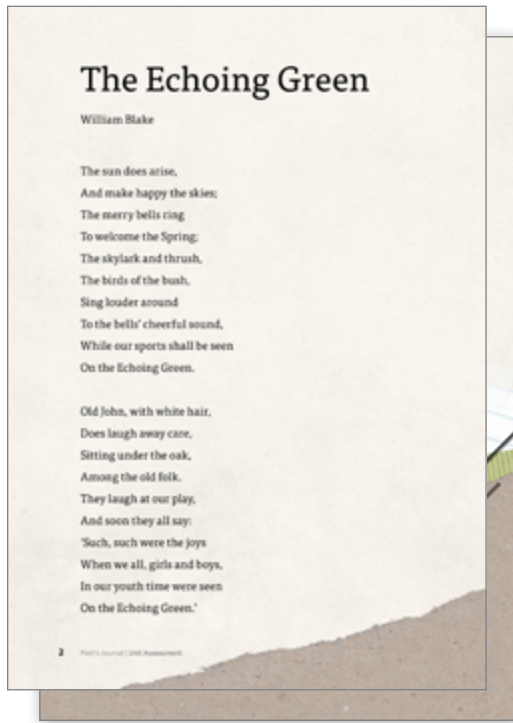 The Echoing Green
William Blake
The sun does arise,
And make happy the skies;
The merry bells ring
To welcome the Spring;
The skylark and thrush,
The birds of the bush,
Sing louder around
To the bells' cheerful sound,
While our sports shall be seen
On the Echoing Green.
Old John, with white hair,
Does laugh away care,
Sitting under the oak,
Among the old folk.
They laugh at our play,
And soon they all say:
'Such, such were the joys
When we all, girls and boys,
In our youth time were seen
On the Echoing Green.'
2 Poet's Journal | Unit Assessment